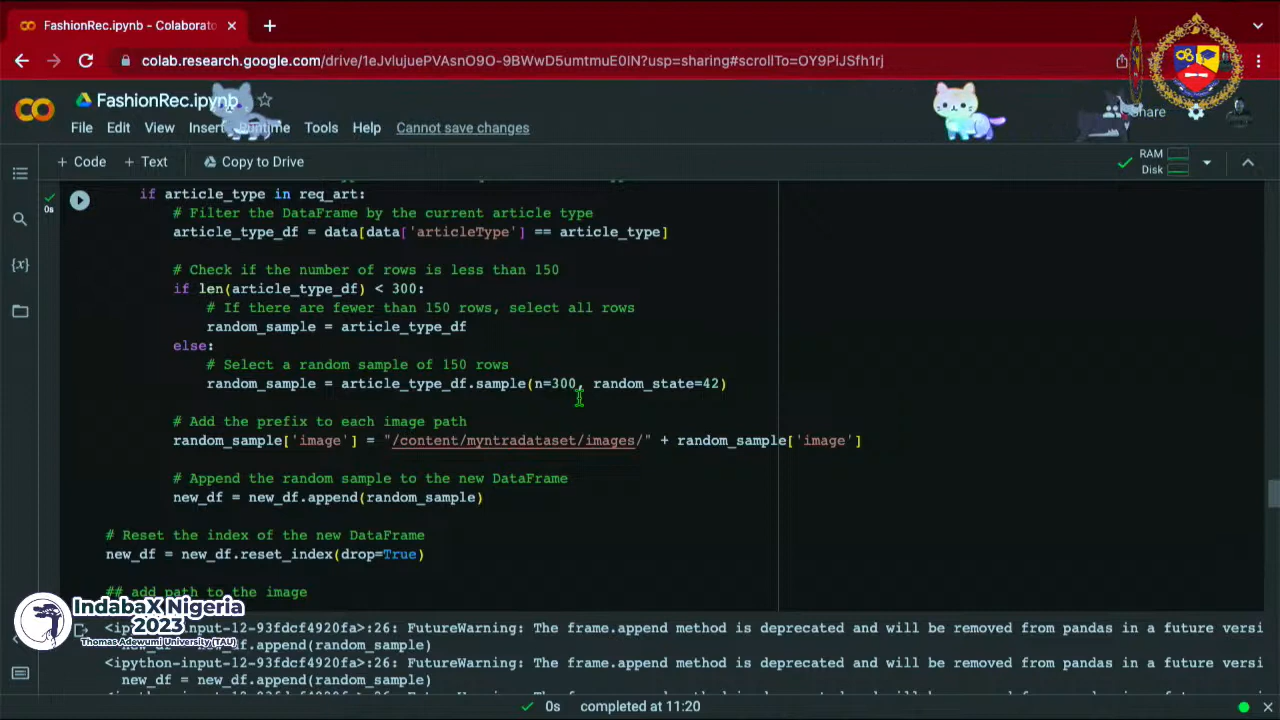 FashionRec.ipynb - Colaborato
colab.research.google.com/drive/1eJvlujuePVAsnO9O-9BWwD5umtmuE0IN?usp=sharing#scrollTo=OY9PiJSfh1rj
FashionRec.ipynb
File Edit View Insert Runtime Tools Help Cannot save changes
Share
+ Code + Text Copy to Drive
RAM
Disk
0s
if article_type in req_art:
# Filter the DataFrame by the current article type
article_type_df = data[data['articleType'] == article_type]
# Check if the number of rows is less than 150
if len(article_type_df) < 300:
# If there are fewer than 150 rows, select all rows
random_sample = article_type_df
else:
# Select a random sample of 150 rows
random_sample = article_type_df.sample(n=300, random_state=42)
# Add the prefix to each image path
random_sample['image'] = "/content/myntradataset/images/" + random_sample['image']
# Append the random sample to the new DataFrame
new_df = new_df.append(random_sample)
# Reset the index of the new DataFrame
new_df = new_df.reset_index(drop=True)
## add path to the image
IndabaX Nigeria
2023
Thomas Adewumi University (TAU)
<ipython-input-12-93fdcf4920fa>:26: FutureWarning: The frame.append method is deprecated and will be removed from pandas in a future versi
new_df = new_df.append(random_sample)
<ipython-input-12-93fdcf4920fa>:26: FutureWarning: The frame.append method is deprecated and will be removed from pandas in a future versi
new_df = new_df.append(random_sample)
0s completed at 11:20